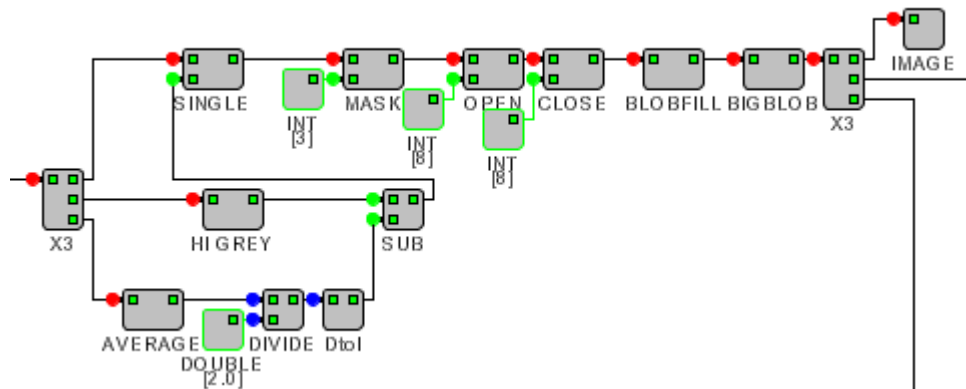 IMAGE
SINGLE
MASK
OPEN
CLOSE
BLOBFILL
BIGBLOB
X3
INT
[3]
INT
[8]
INT
[8]
X3
HIGREY
SUB
AVERAGE
DIVIDE
DtoI
DOUBLE
[2.0]